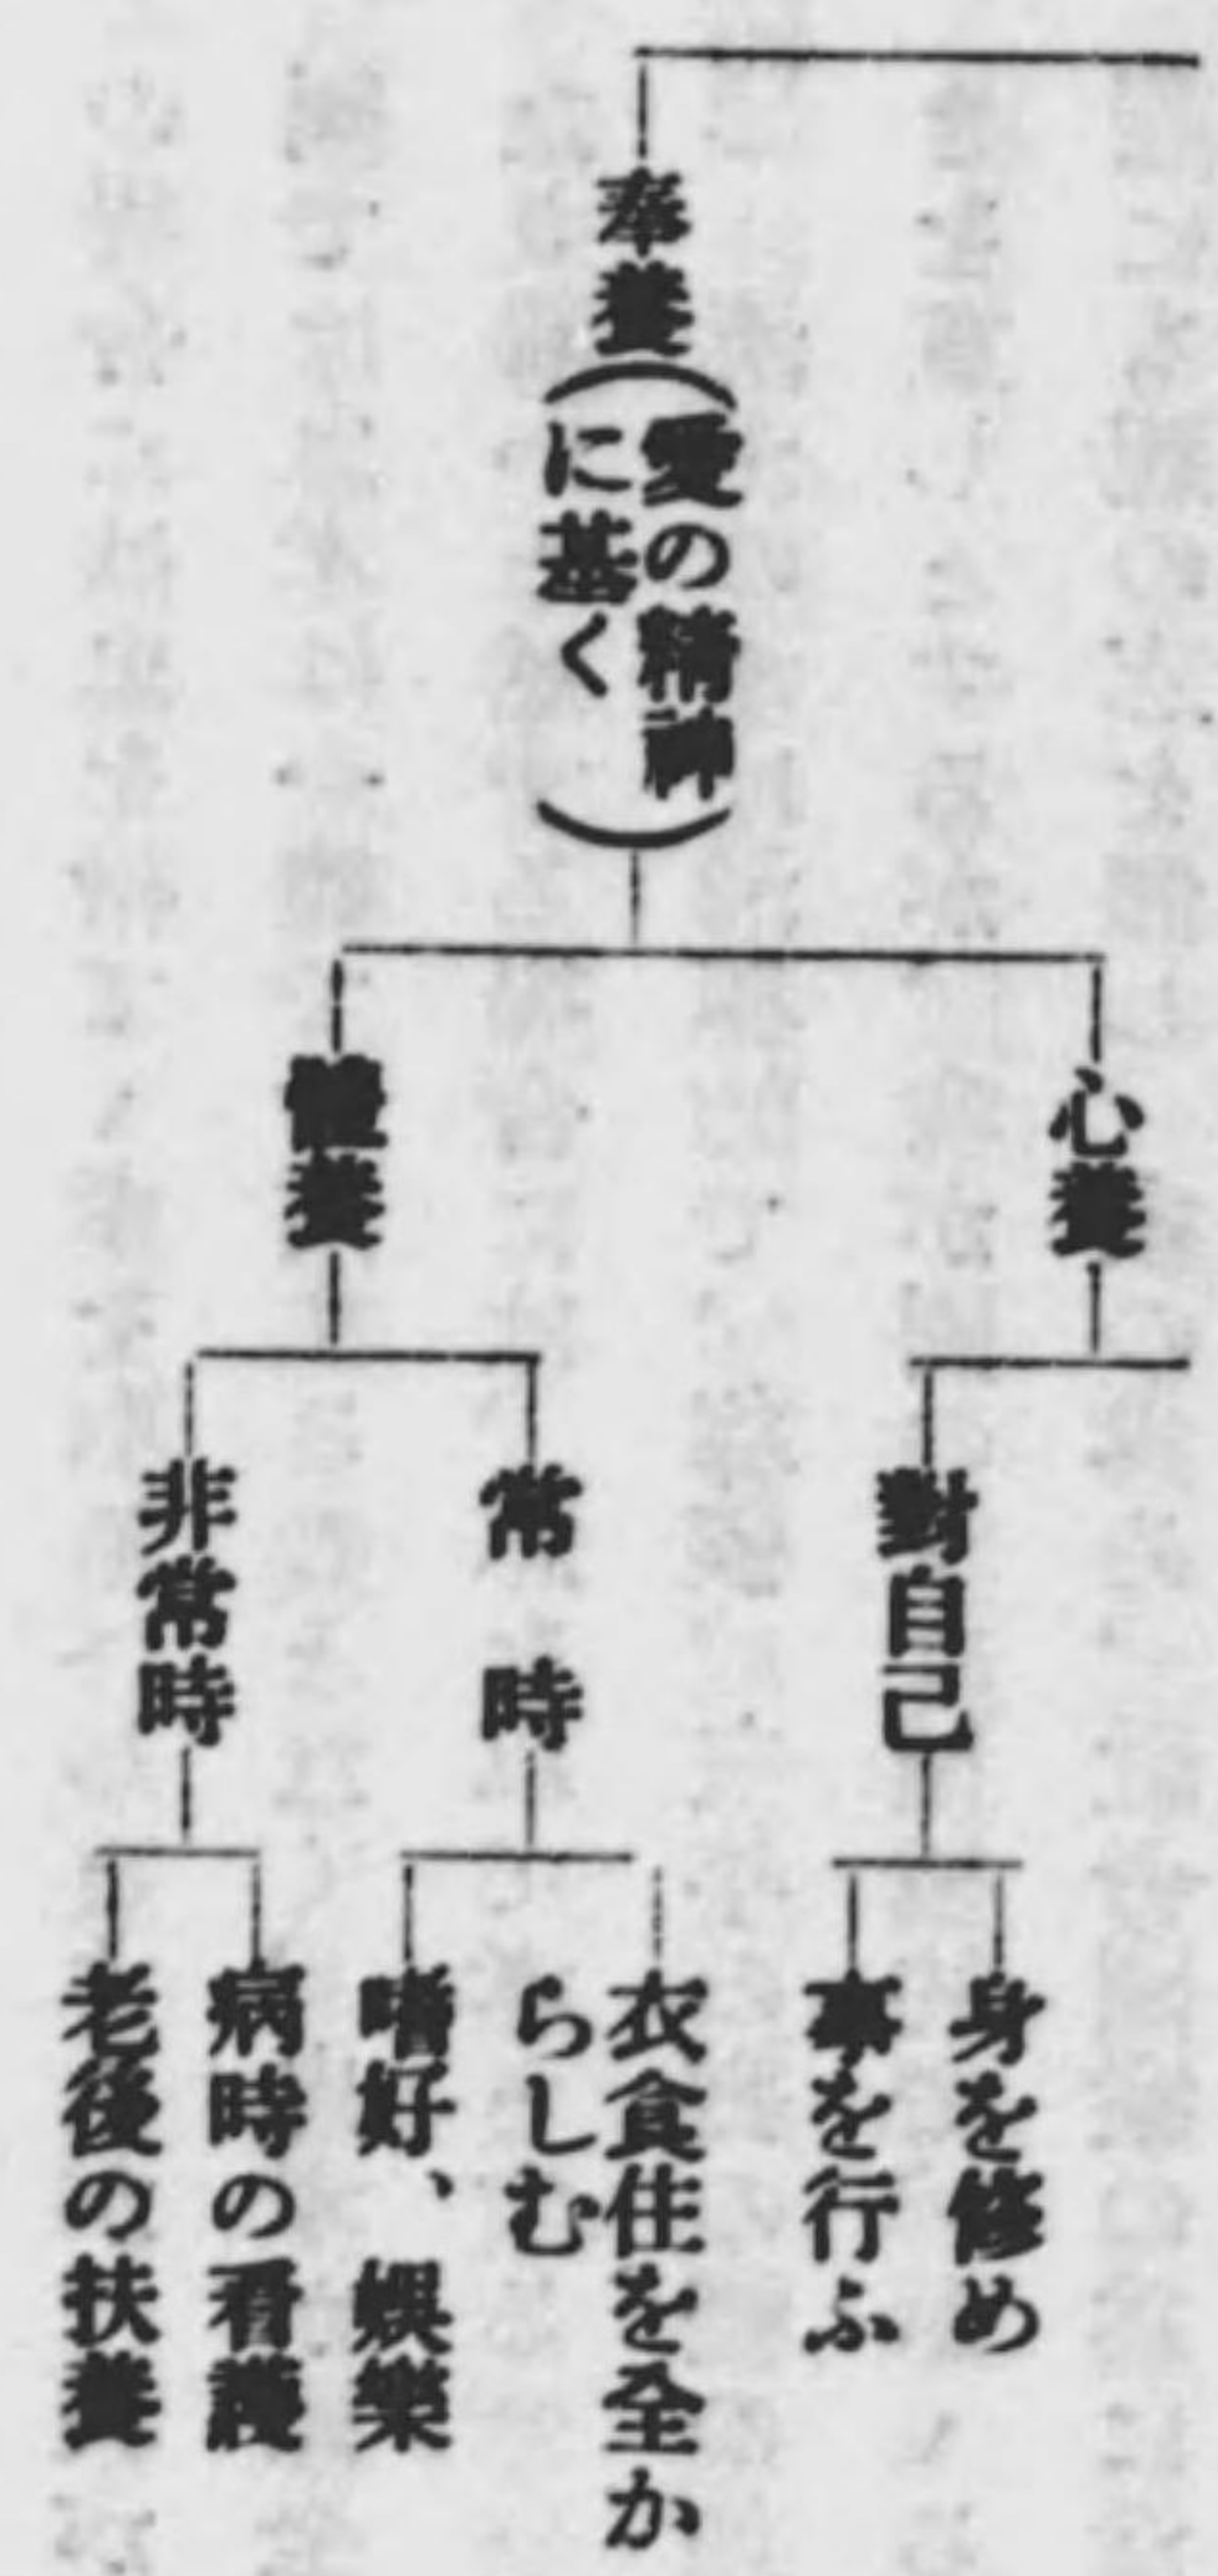 奉養(愛の精神
に基く)
心養
對自己
身を修め
事を行ふ
體養
常時
衣食住を全か
らしむ
嗜好、娯樂
非常時
病時の看護
老後の扶養